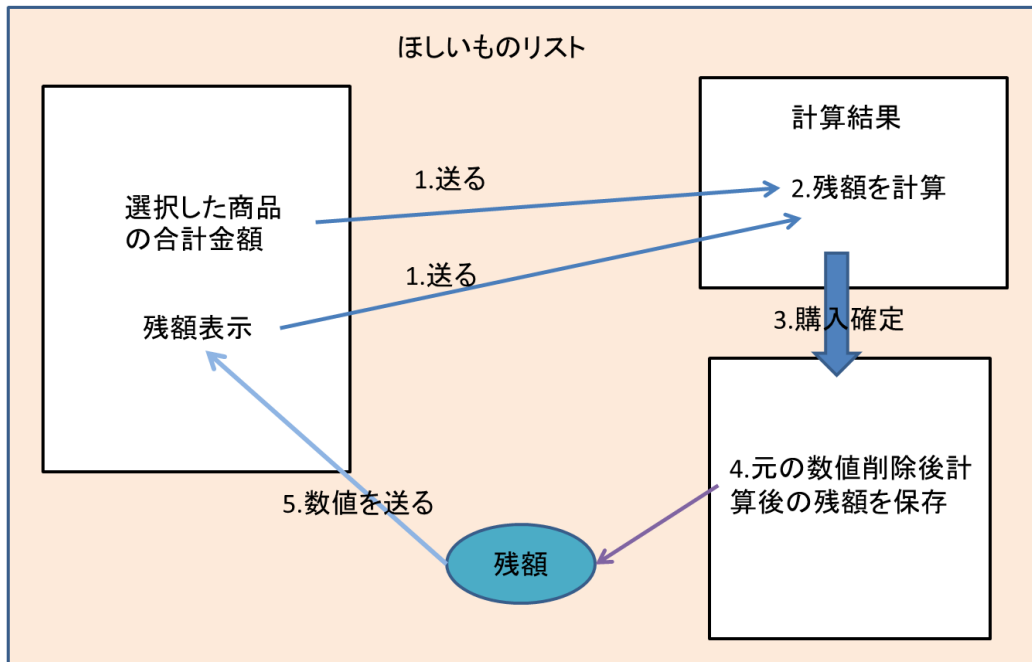 ほしいものリスト
選択した商品
の合計金額
残額表示
1.送る
1.送る
計算結果
2.残額を計算
3.購入確定
4.元の数値削除後計
算後の残額を保存
5.数値を送る
残額